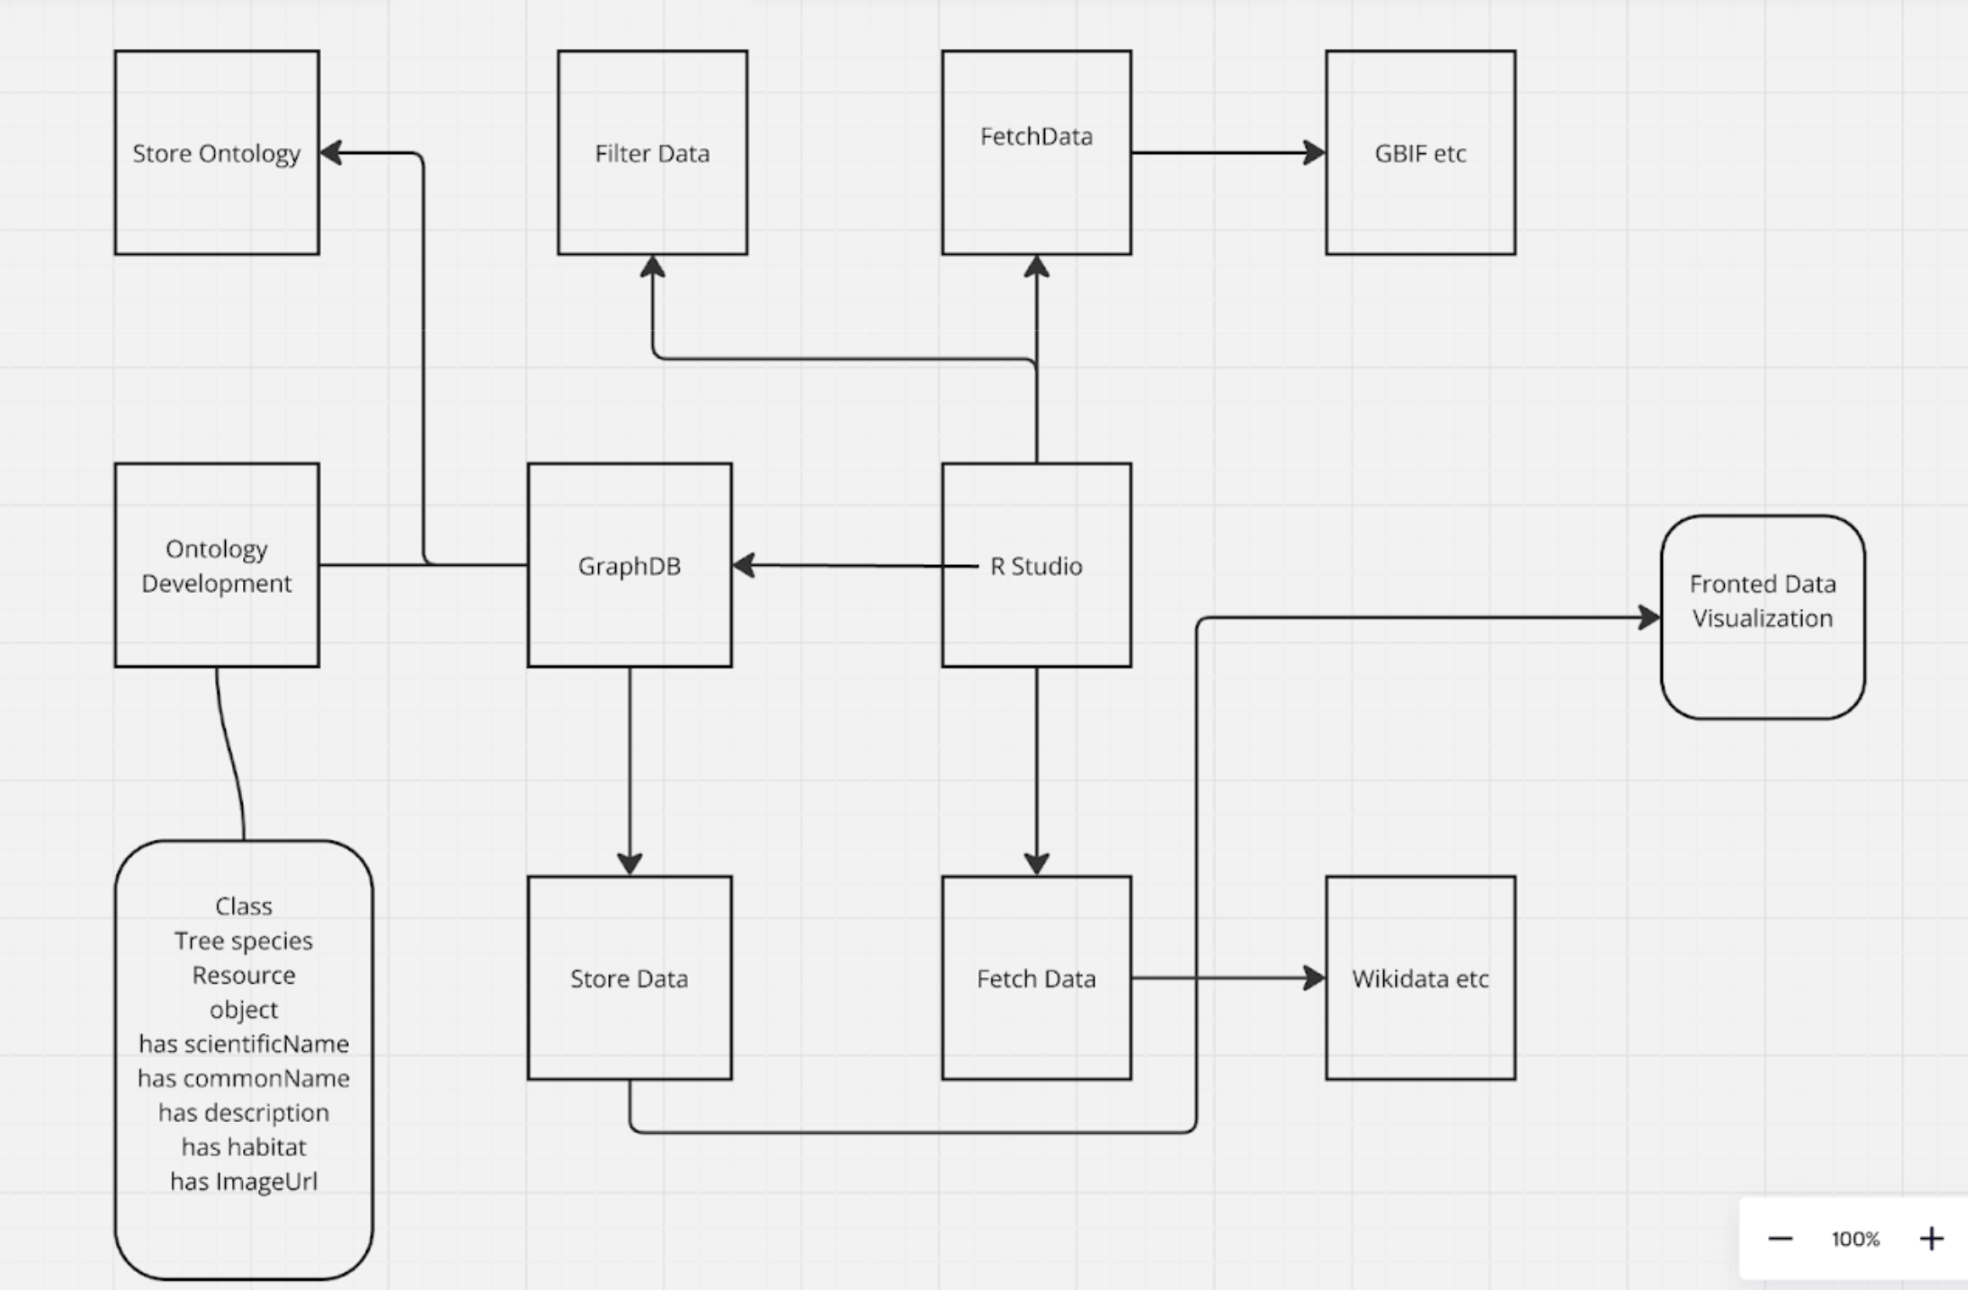 Store Ontology
Filter Data
FetchData
GBIF etc
Ontology
Development
GraphDB
R Studio
Fronted Data
Visualization
Class
Tree species
Resource
object
has scientificName
has commonName
has description
has habitat
has ImageUrl
Store Data
Fetch Data
Wikidata etc
100%